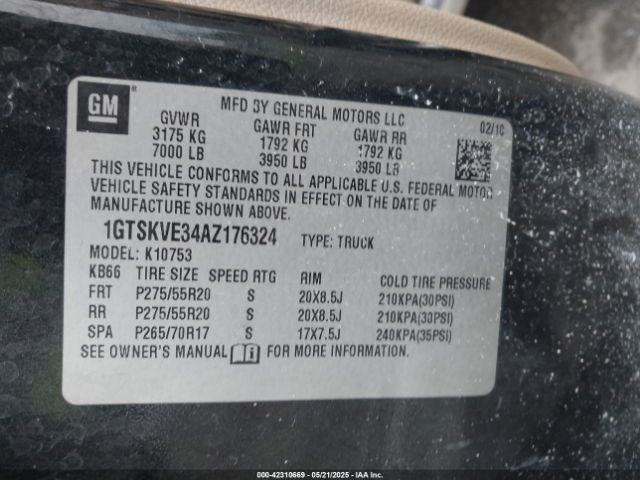 GM
MFD BY GENERAL MOTORS LLC
02/10
GVWR GAWR FRT GAWR RR
3175 KG 1792 KG 1792 KG
7000 LB 3950 LB 3950 LB
THIS VEHICLE CONFORMS TO ALL APPLICABLE U.S. FEDERAL MOTOR
VEHICLE SAFETY STANDARDS IN EFFECT ON THE DATE OF
MANUFACTURE SHOWN ABOVE.
1GTSKVE34AZ176324 TYPE: TRUCK
MODEL: K10753
KB66 TIRE SIZE SPEED RTG RIM COLD TIRE PRESSURE
FRT P275/55R20 S 20X8.5J 210KPA(30PSI)
RR P275/55R20 S 20X8.5J 210KPA(30PSI)
SPA P265/70R17 S 17X7.5J 240KPA(35PSI)
SEE OWNER'S MANUAL FOR MORE INFORMATION.
000-42310669 05/21/2025 IAAI.COM